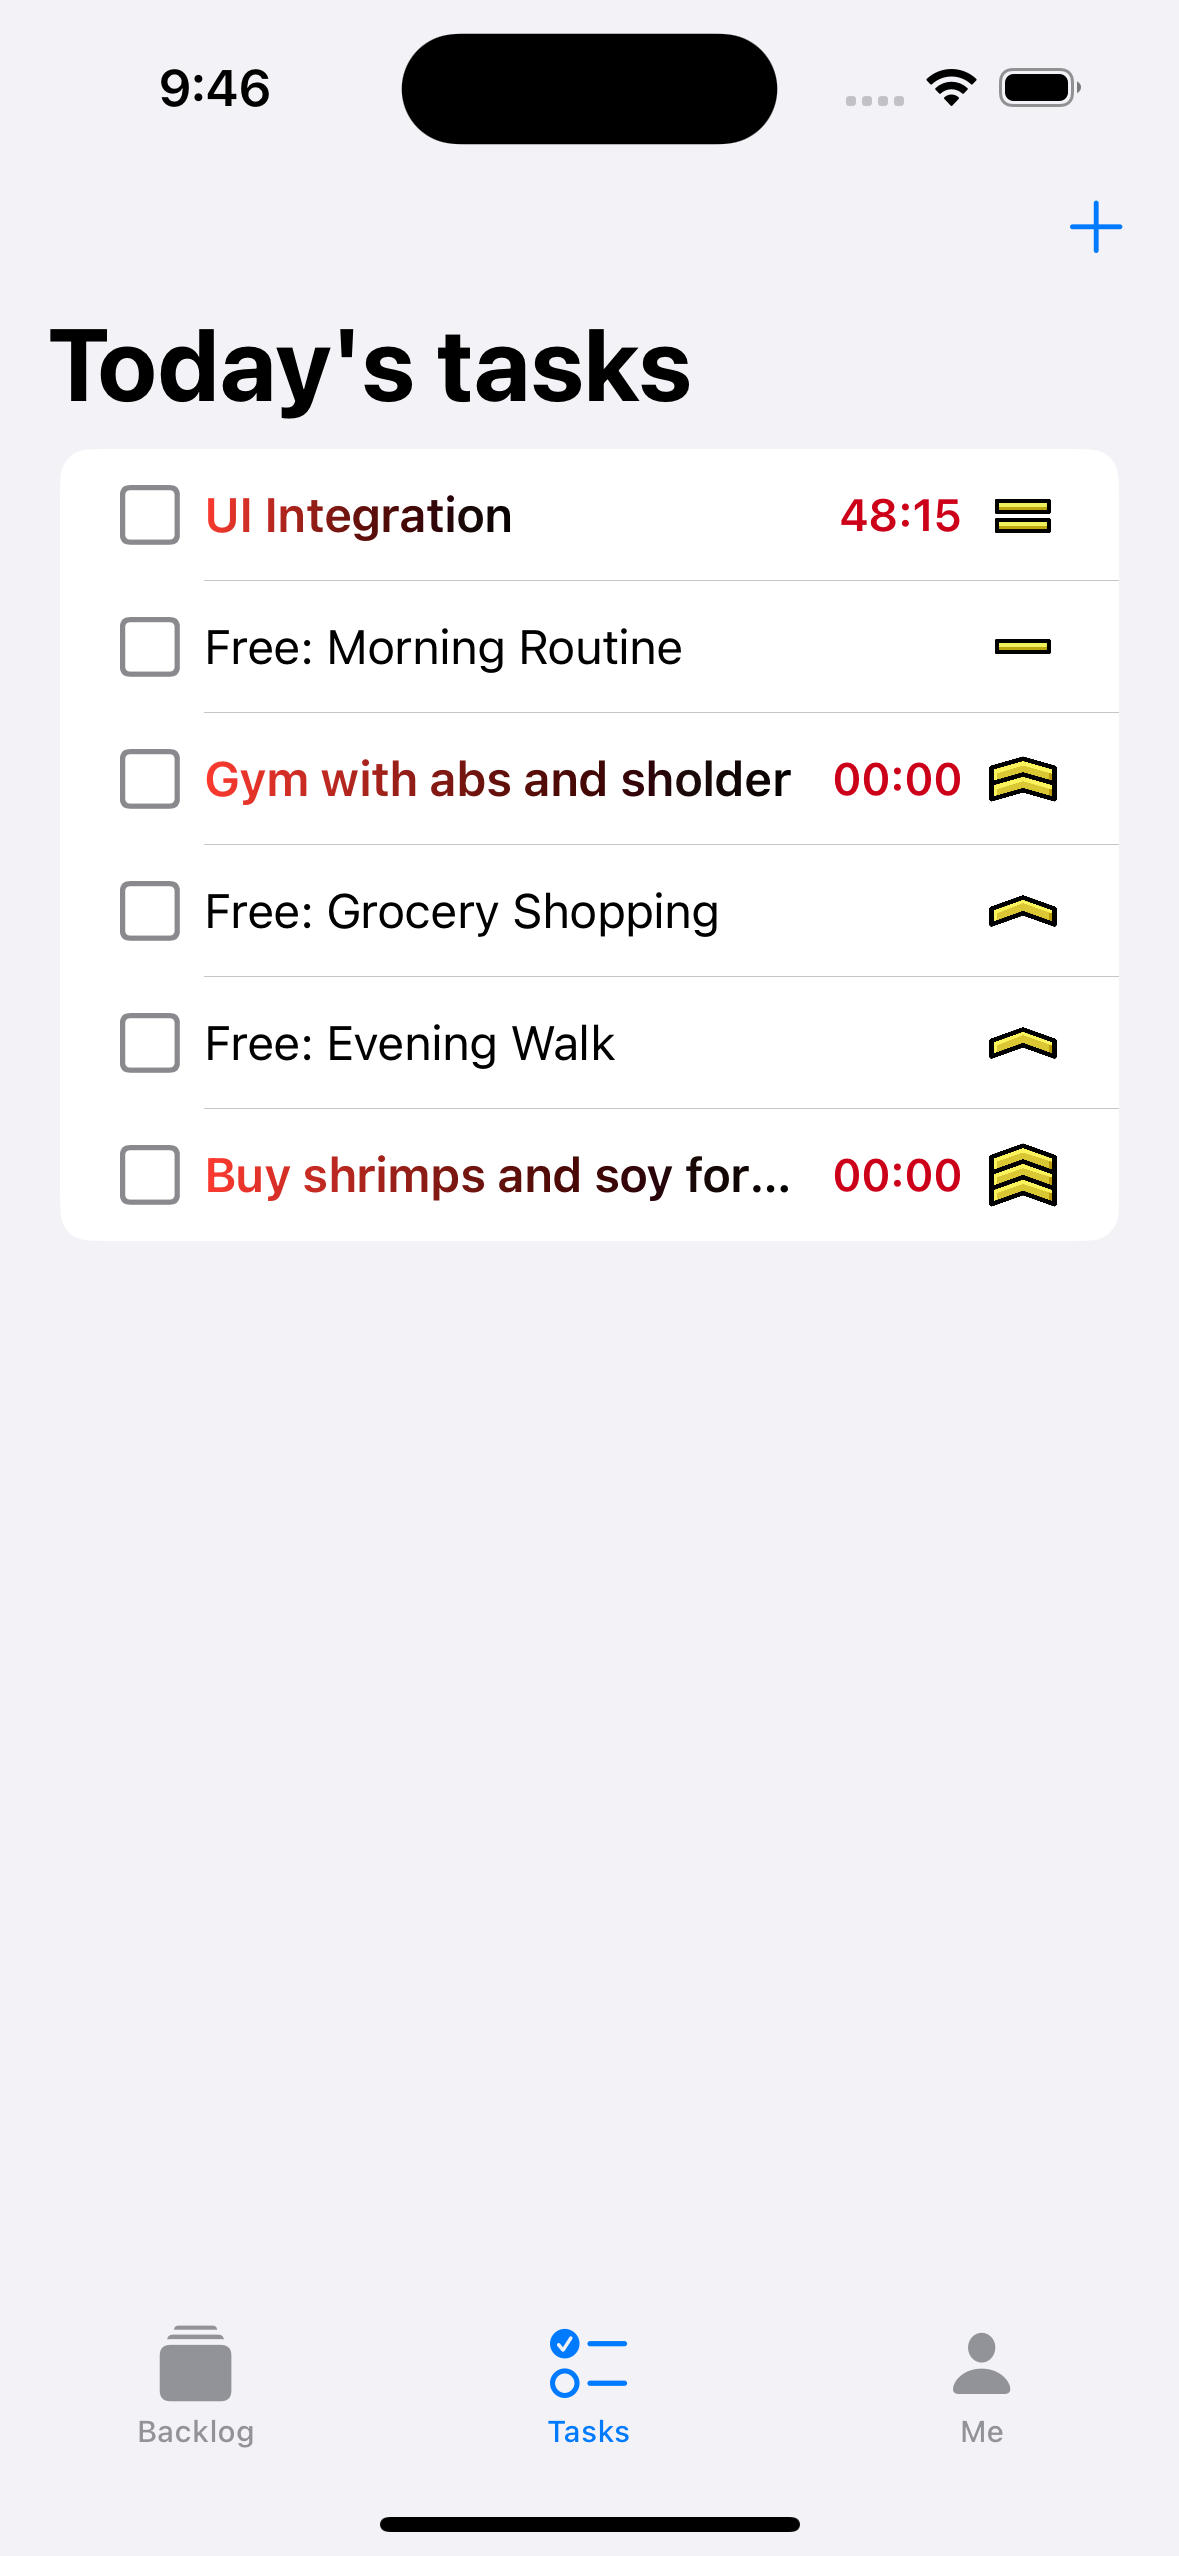 9:46
Today's tasks
UI Integration 48:15
Free: Morning Routine
Gym with abs and sholder 00:00
Free: Grocery Shopping
Free: Evening Walk
Buy shrimps and soy for... 00:00
Backlog Tasks Me